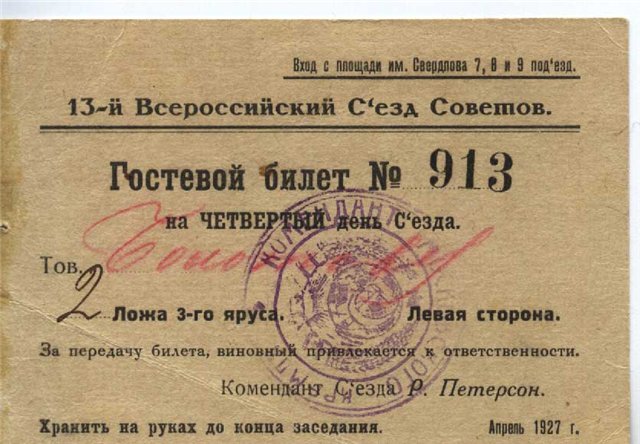 Вход с площади им. Свердлова 7, 8 и 9 под‘езд.
13-й Всероссийский С‘езд Советов.
Гостевой билет № 913
на ЧЕТВЕРТЫЙ день С‘езда.
Тов.
2 Ложа 3-го яруса. Левая сторона.
За передачу билета, виновный привлекается к ответственности.
Комендант С‘езда Р. Петерсон.
Хранить на руках до конца заседания. Апрель 1927 г.
КОМЕНДАНТ